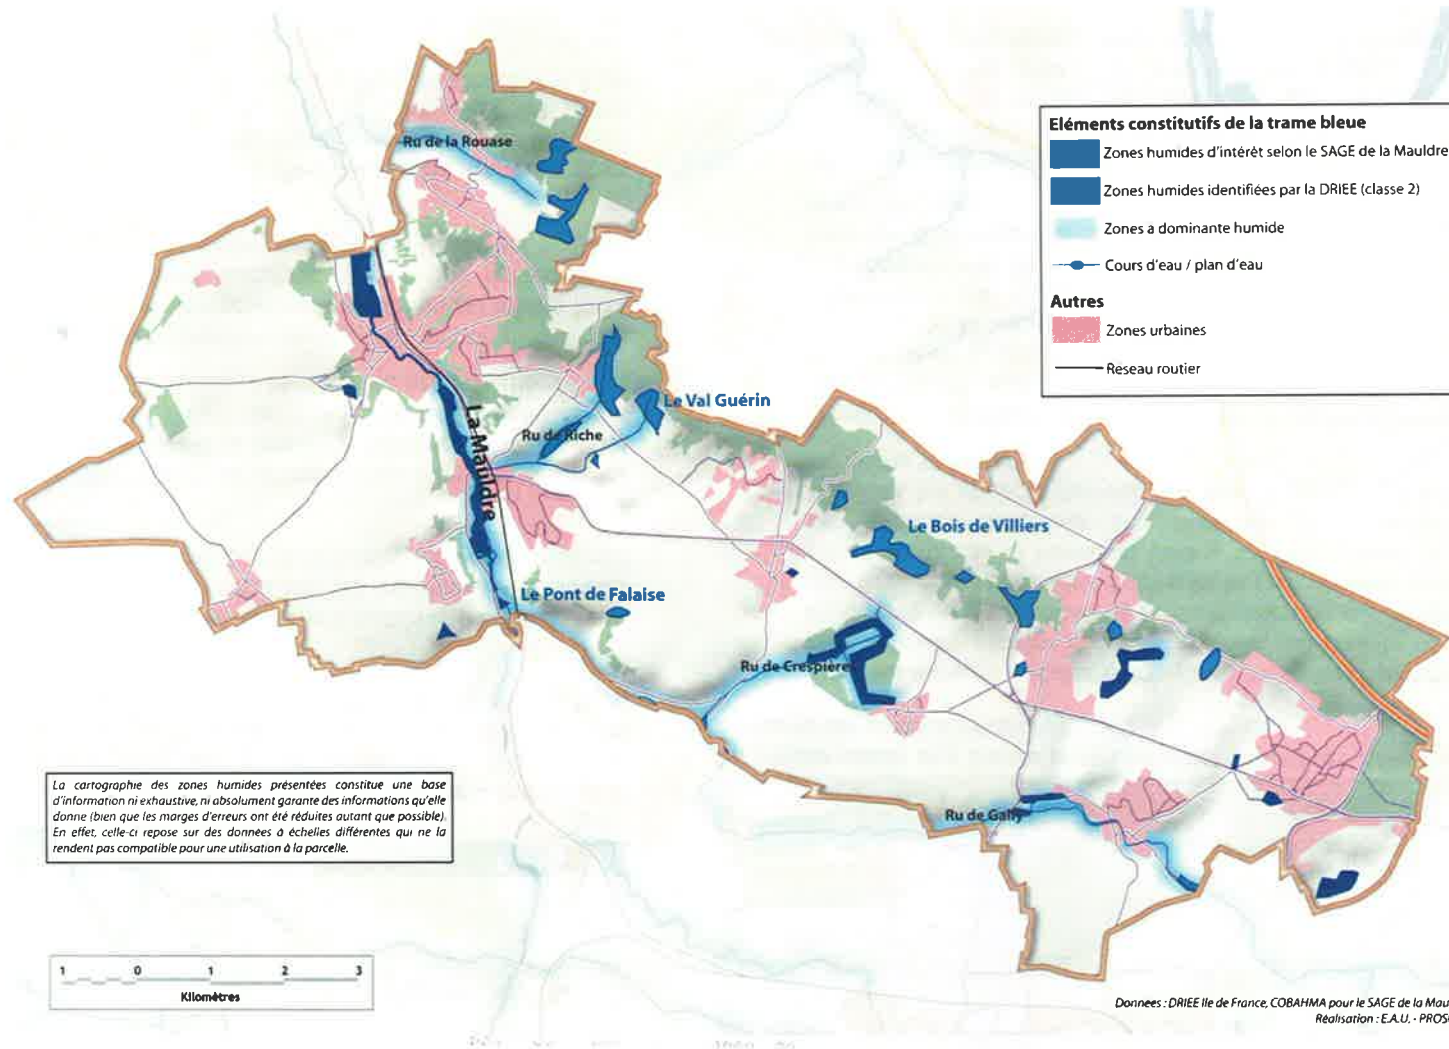 Ru de la Rouase
Eléments constitutifs de la trame bleue
Zones humides d'intérêt selon le SAGE de la Mauldre
Zones humides identifiées par la DRIEE (classe 2)
Zones a dominante humide
Cours d'eau / plan d'eau
Autres
Zones urbaines
Réseau routier
Le Val Guérin
Ru de Riche
La Mauldre
Le Bois de Villiers
Le Pont de Falaise
Ru de Crespière
Ru de Gally
La cartographie des zones humides présentées constitue une base
d'information ni exhaustive, ni absolument garante des informations qu'elle
donne (bien que les marges d'erreurs ont été réduites autant que possible).
En effet, celle-ci repose sur des données à échelles différentes qui ne la
rendent pas compatible pour une utilisation à la parcelle.
1 0 1 2 3
Kilomètres
Donnees : DRIEE Ile de France, COBAHMA pour le SAGE de la Mau
Réalisation : E.A.U. - PROS